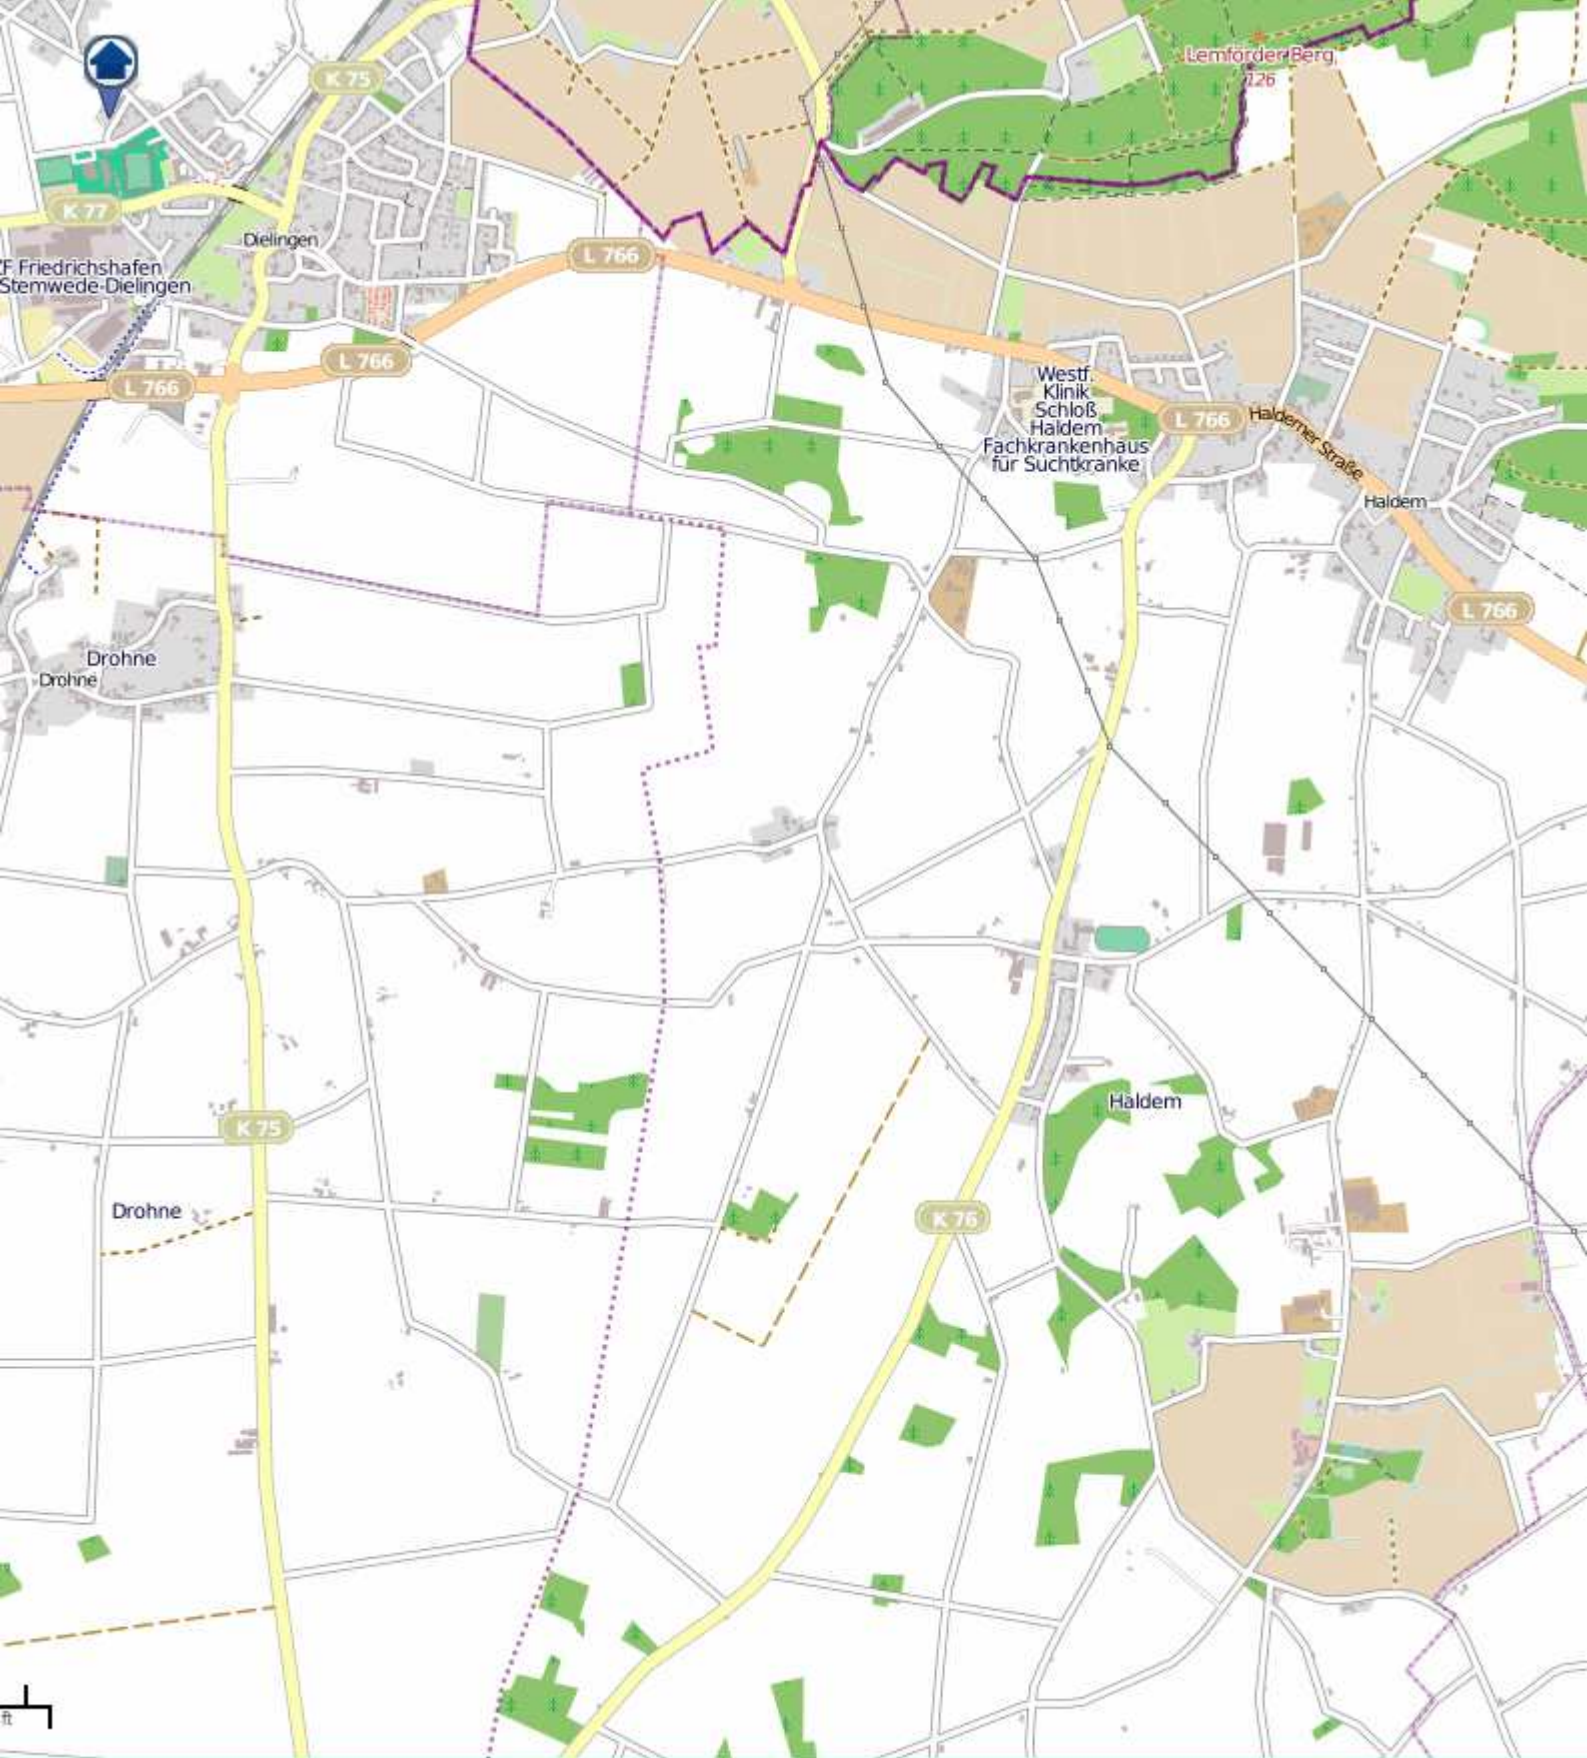 Lemförder Berg
126
K 75
K 77
Dielingen
L 766
ZF Friedrichshafen
Stemwede-Dielingen
L 766
L 766
Westf.
Klinik
Schloß
Haldem
Fachkrankenhaus
für Suchtkranke
L 766
Haldemer Straße
Haldem
L 766
Drohne
Drohne
Haldem
K 75
Drohne
K 76
ft